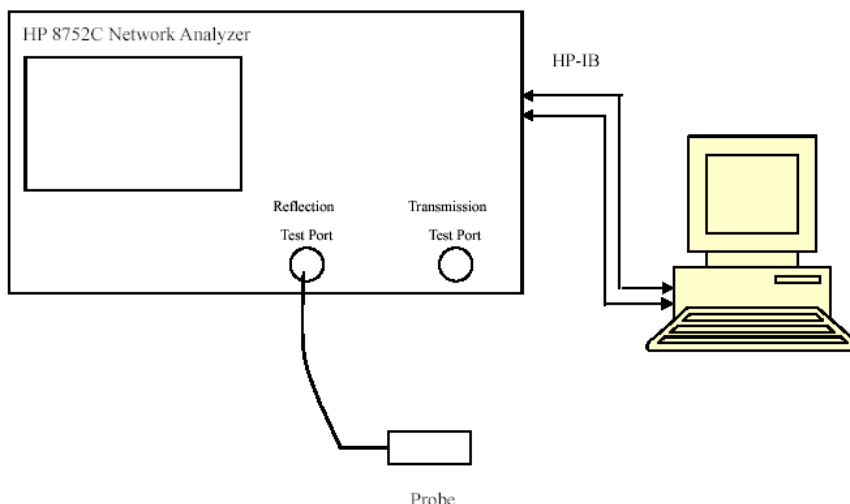 HP 8752C Network Analyzer
HP-IB
Reflection
Test Port
Transmission
Test Port
Probe